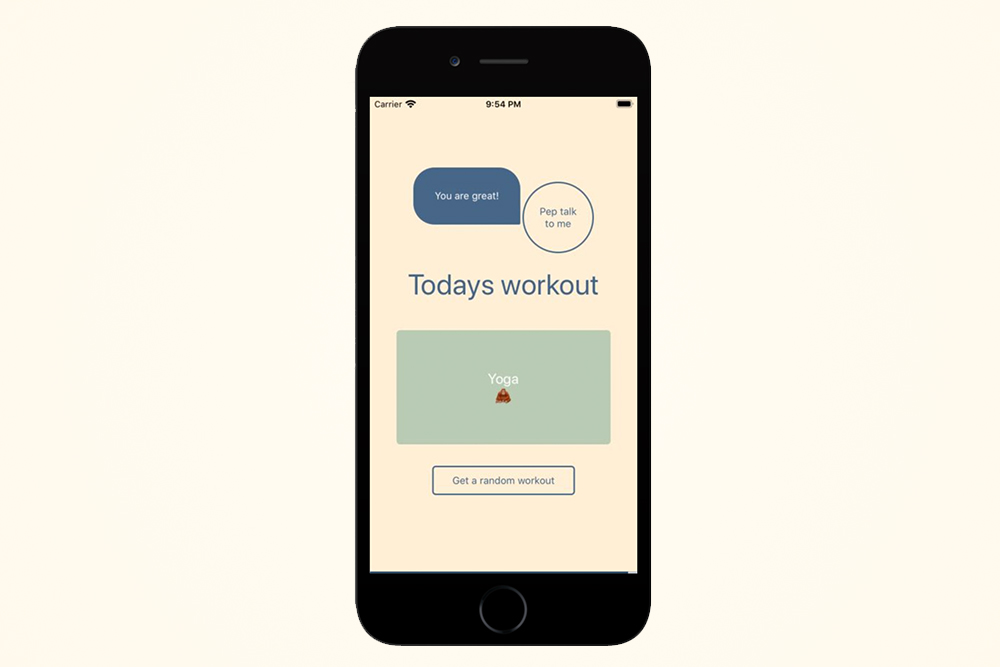 Carrier
9:54 PM
You are great!
Pep talk
to me
Todays workout
Yoga
Get a random workout